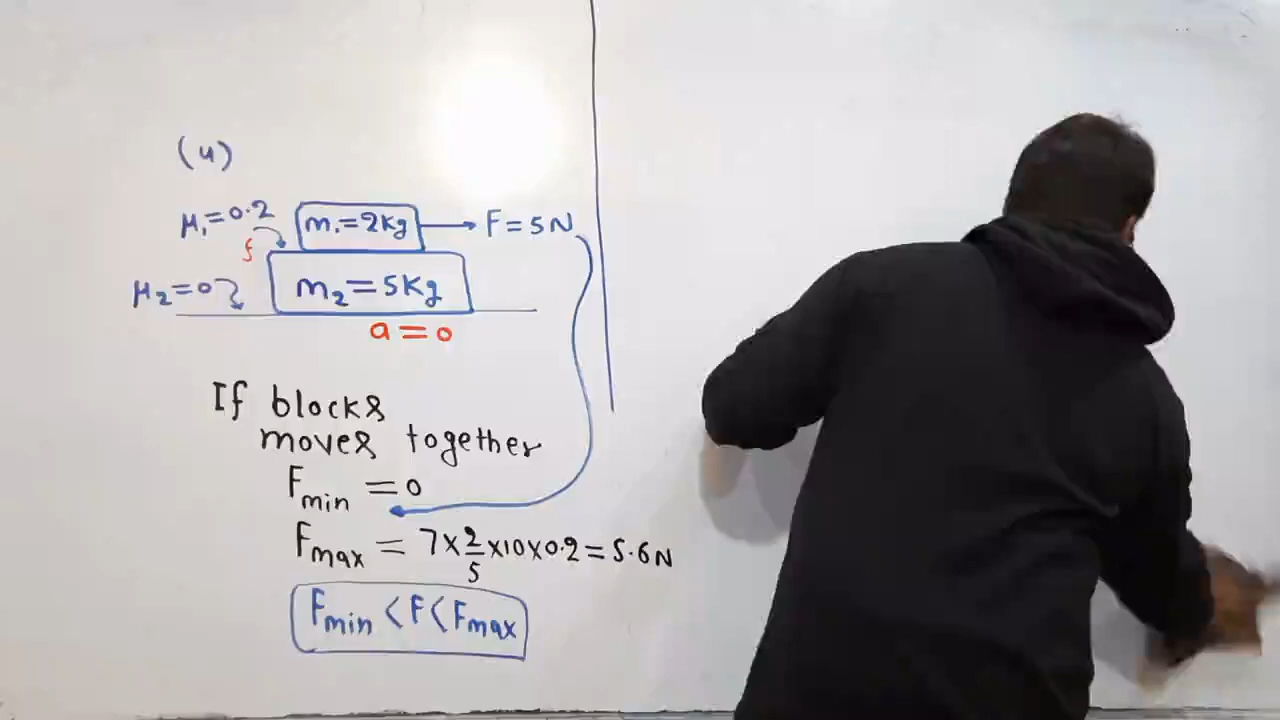 (4)
μ₁=0.2
m₁=2Kg
F=5N
f
μ₂=0
m₂=5Kg
a=0
If blocks
moves together
Fmin =0
Fmax = 7×2/5×10×0.2=5.6N
Fmin<F<Fmax